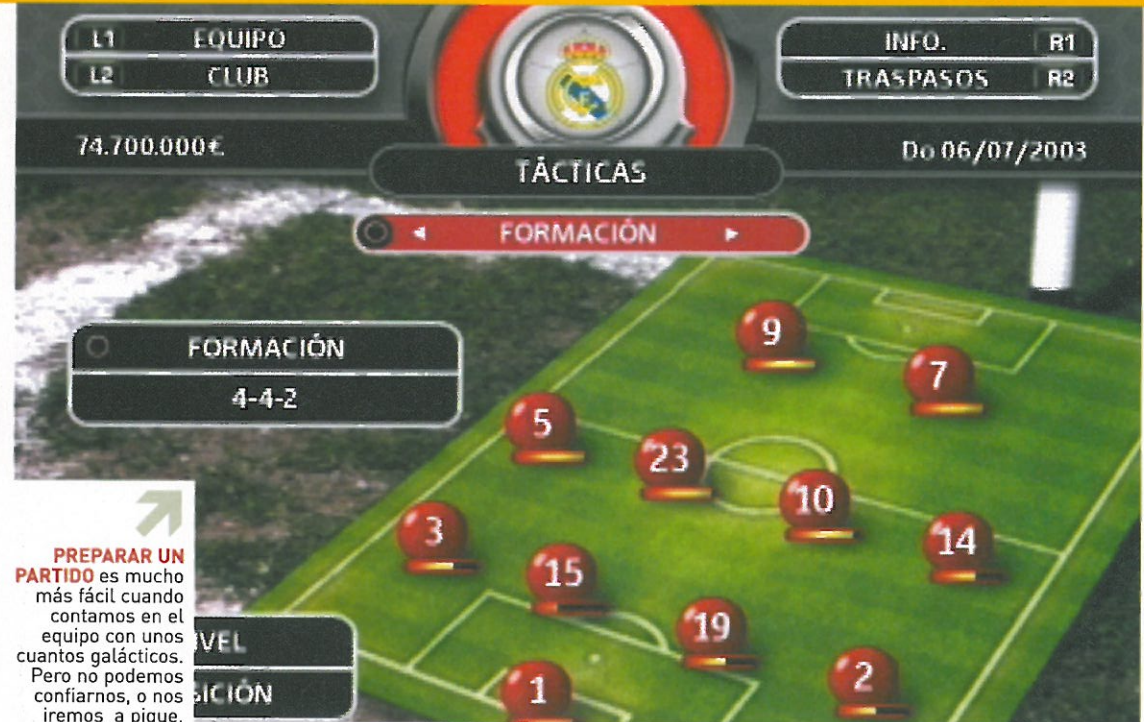 L1 EQUIPO
L2 CLUB
INFO. R1
TRASPASOS R2
74.700.000€
Do 06/07/2003
TÁCTICAS
FORMACIÓN
FORMACIÓN
4-4-2
9
7
5
23
10
3
14
15
19
1
2
VEL
SICIÓN
PREPARAR UN
PARTIDO es mucho
más fácil cuando
contamos en el
equipo con unos
cuantos galácticos.
Pero no podemos
confiarnos, o nos
iremos a pique.